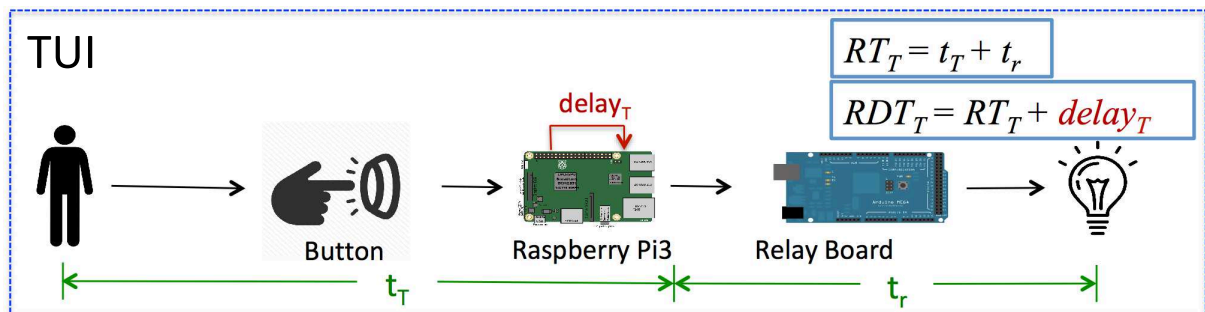 TUI
RT_T = t_T + t_r
RDT_T = RT_T + delay_T
delay_T
Button
Raspberry Pi3
Relay Board
t_T
t_r